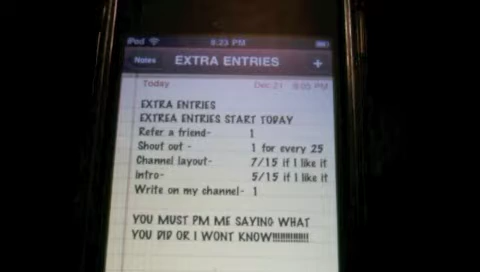 iPod 8:23 PM
Notes EXTRA ENTRIES +
Today Dec 21 8:05 PM
EXTRA ENTRIES
EXTREA ENTRIES START TODAY
Refer a friend- 1
Shout out - 1 for every 25
Channel layout- 7/15 if I like it
Intro- 5/15 if I like it
Write on my channel- 1
YOU MUST PM ME SAYING WHAT
YOU DID OR I WONT KNOW!!!!!!!!!!!!!!